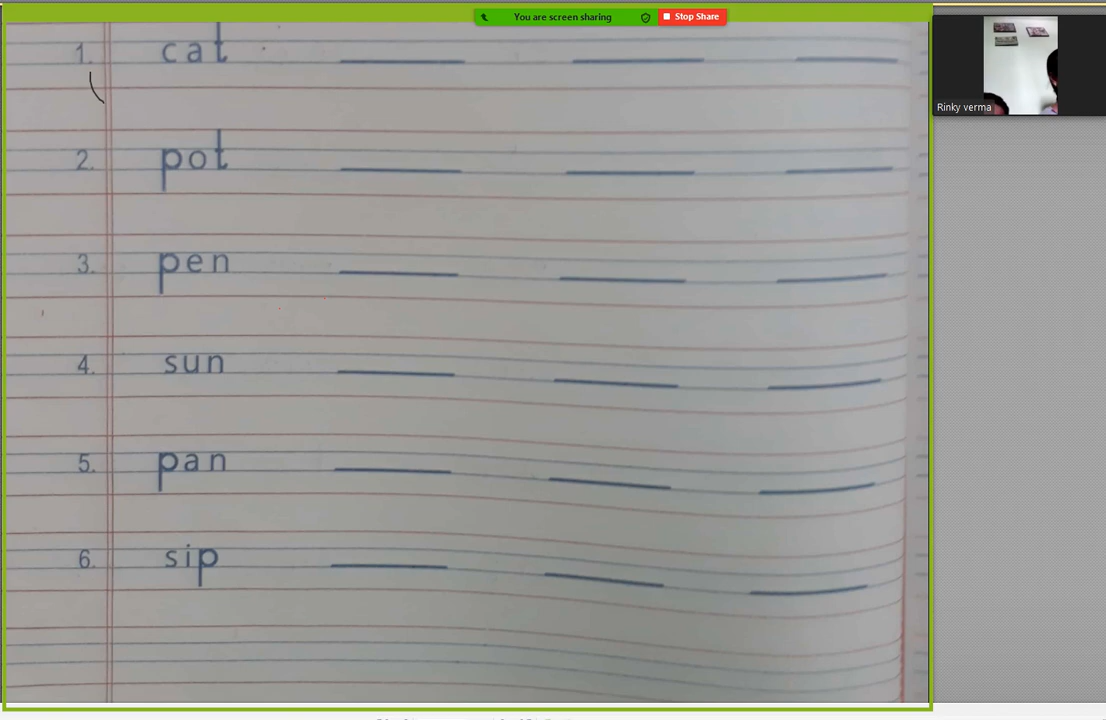 You are screen sharing Stop Share
Rinky verma
1. cat
2. pot
3. pen
4. sun
5. pan
6. sip